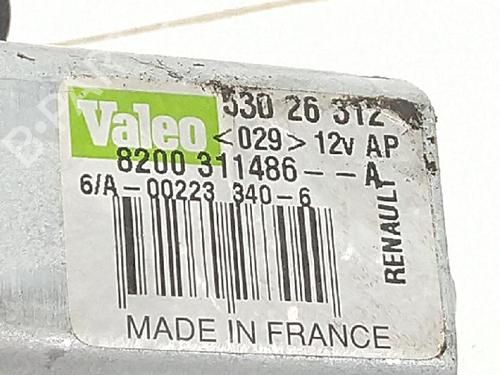 Valeo
530 26 312
<029> 12v AP
8200 311486--A
6/A-00223 340-6
RENAULT
MADE IN FRANCE